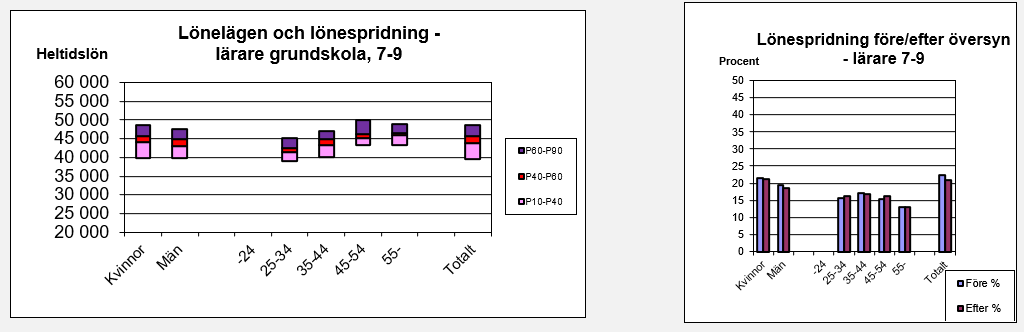 Lönelägen och lönespridning -
lärare grundskola, 7-9
Heltidslön
60 000
55 000
50 000
45 000
40 000
35 000
30 000
25 000
20 000
Kvinnor
Män
-24
25-34
35-44
45-54
55-
Totalt
P60-P90
P40-P60
P10-P40
Lönespridning före/efter översyn
- lärare 7-9
Procent
50
45
40
35
30
25
20
15
10
5
0
Kvinnor
Män
-24
25-34
35-44
45-54
55-
Totalt
Före %
Efter %